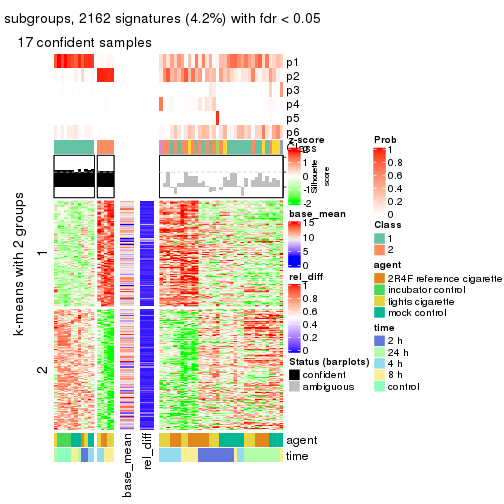 subgroups, 2162 signatures (4.2%) with fdr < 0.05
17 confident samples
p1
p2
p3
p4
p5
p6
Class
Silhouette
score
k-means with 2 groups
1
2
base_mean
rel_diff
agent
time
z-score
2
1
0
-1
-2
base_mean
15
10
5
0
rel_diff
1
0.8
0.6
0.4
0.2
0
Status (barplots)
confident
ambiguous
Prob
1
0.8
0.6
0.4
0.2
0
Class
1
2
agent
2R4F reference cigarette
incubator control
lights cigarette
mock control
time
2 h
24 h
4 h
8 h
control